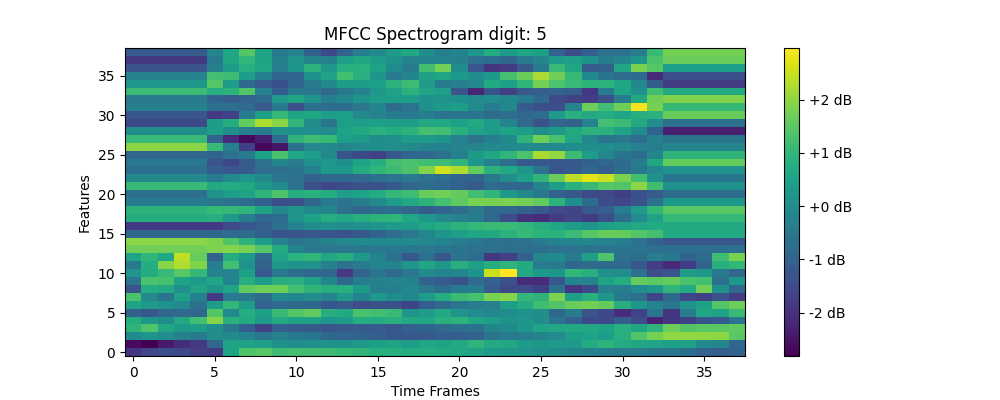 MFCC Spectrogram digit: 5
Features
35
30
25
20
15
10
5
0
0 5 10 15 20 25 30 35
Time Frames
+2 dB
+1 dB
+0 dB
-1 dB
-2 dB